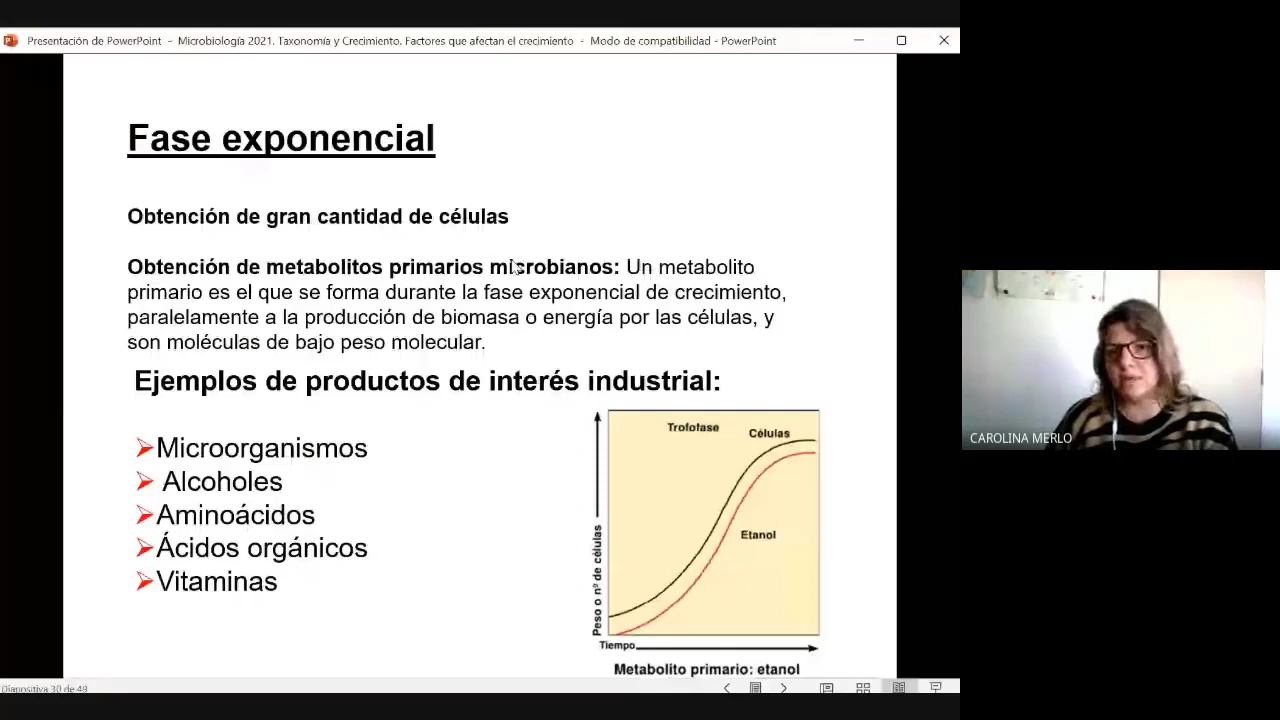 Presentación de PowerPoint - Microbiología 2021. Taxonomía y Crecimiento. Factores que afectan el crecimiento - Modo de compatibilidad - PowerPoint
Fase exponencial
Obtención de gran cantidad de células
Obtención de metabolitos primarios microbianos: Un metabolito
primario es el que se forma durante la fase exponencial de crecimiento,
paralelamente a la producción de biomasa o energía por las células, y
son moléculas de bajo peso molecular.
Ejemplos de productos de interés industrial:
Microorganismos
Alcoholes
Aminoácidos
Ácidos orgánicos
Vitaminas
Trofofase
Células
Etanol
Peso o nº de células
Tiempo
Metabolito primario: etanol
CAROLINA MERLO
Diapositiva 30 de 49